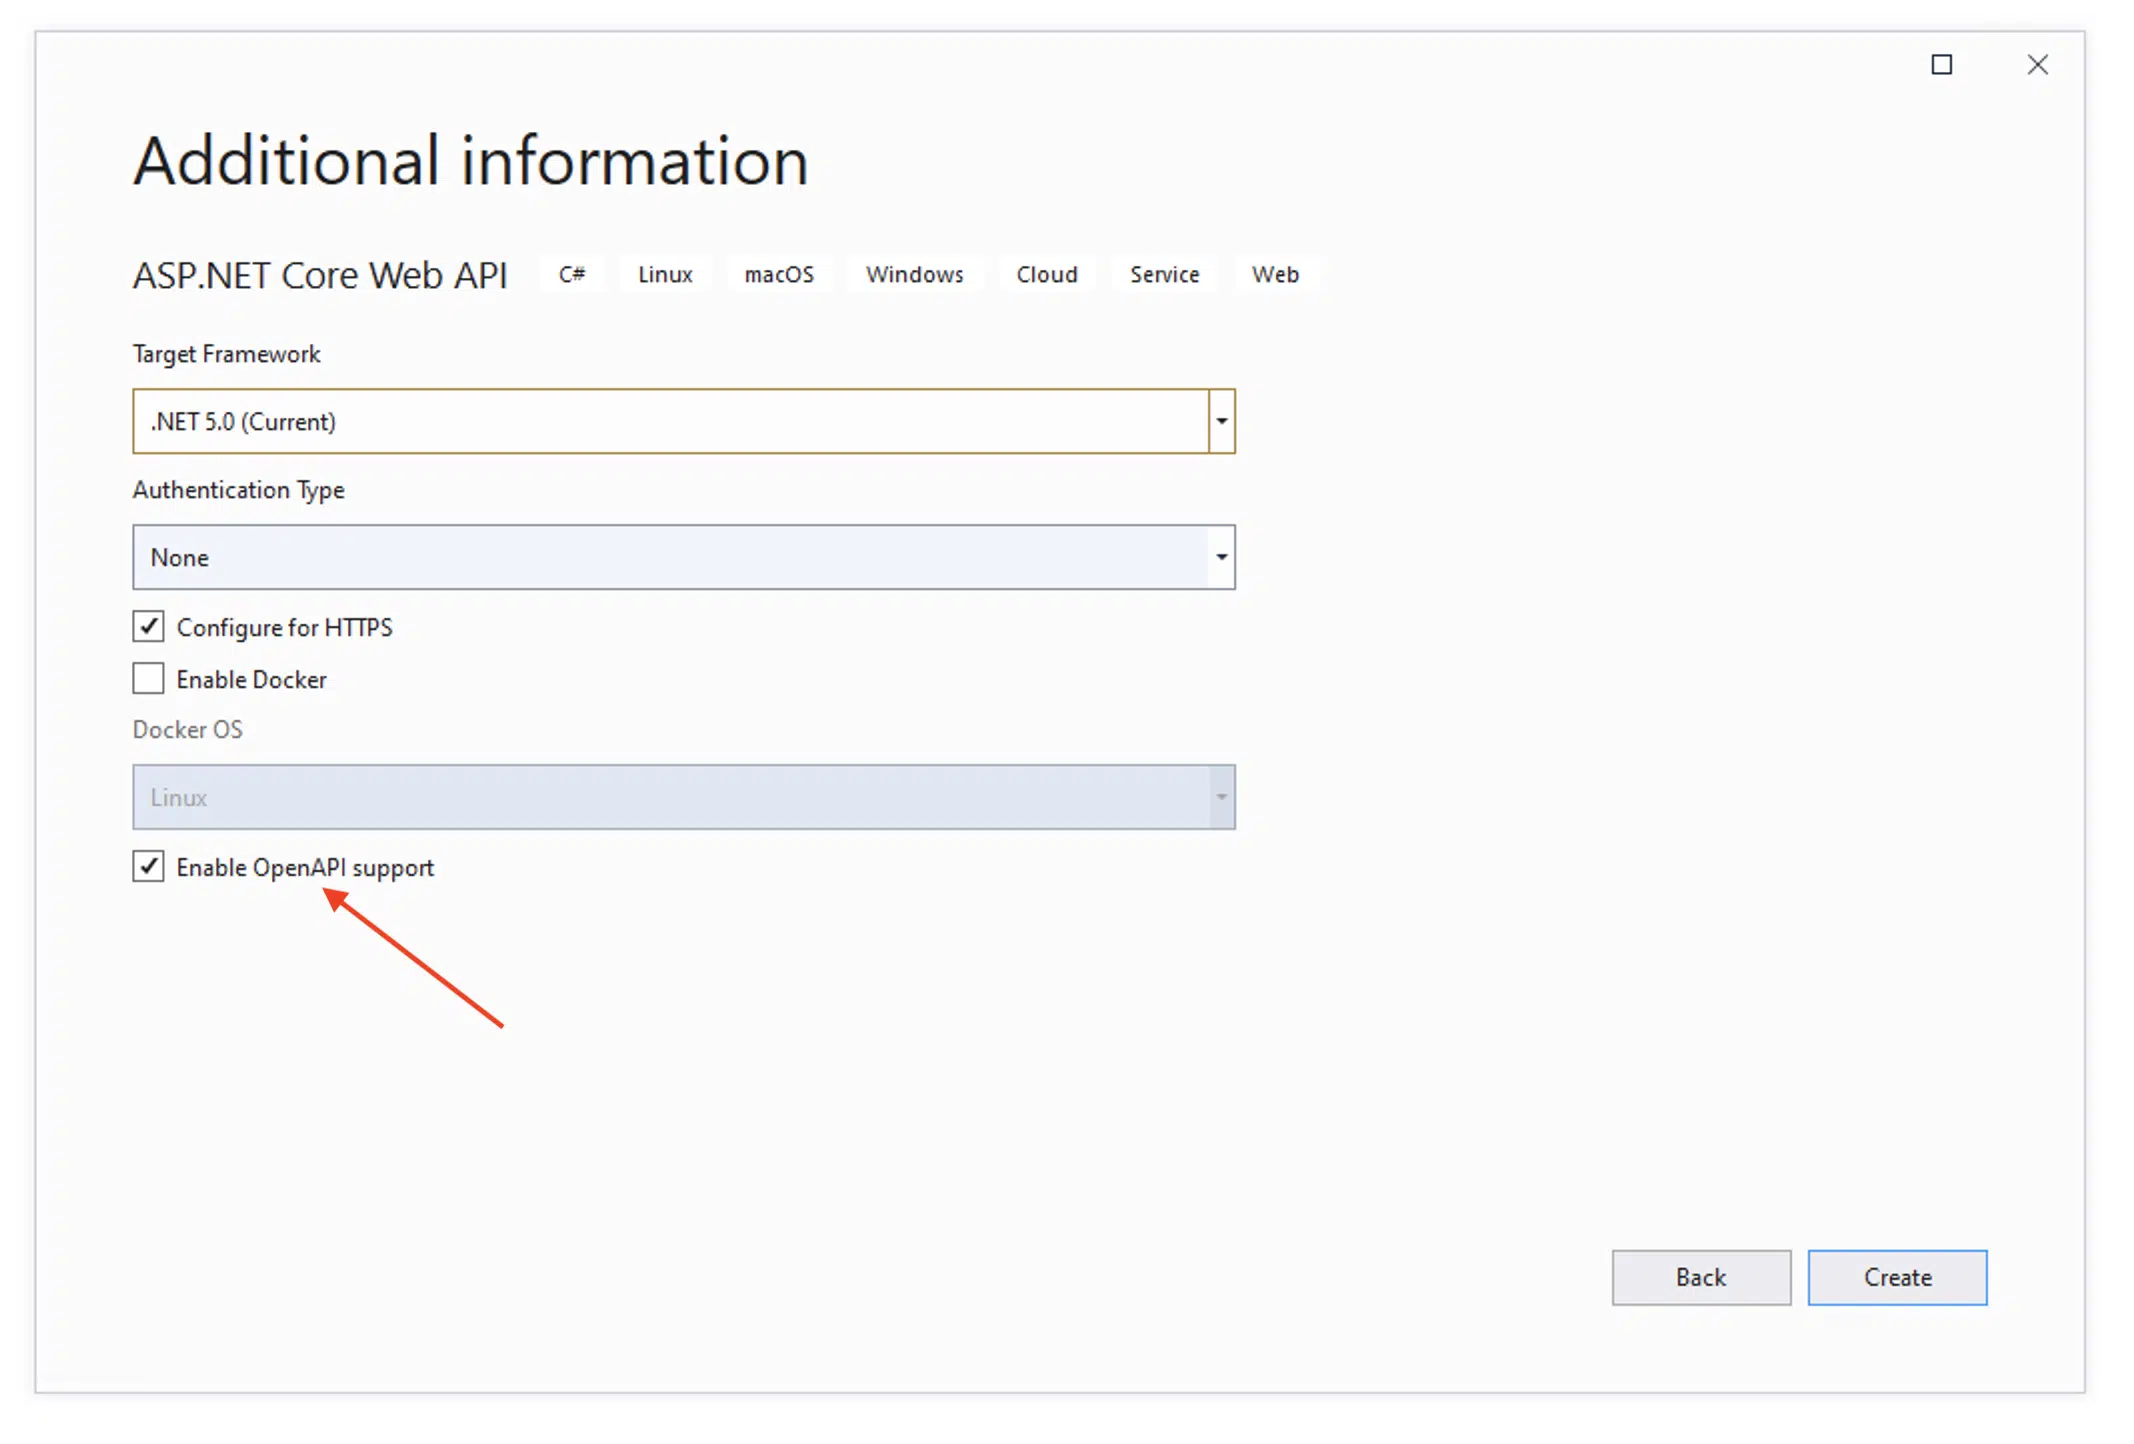 Additional information
ASP.NET Core Web API C# Linux macOS Windows Cloud Service Web
Target Framework
.NET 5.0 (Current)
Authentication Type
None
Configure for HTTPS
Enable Docker
Docker OS
Linux
Enable OpenAPI support
Back Create